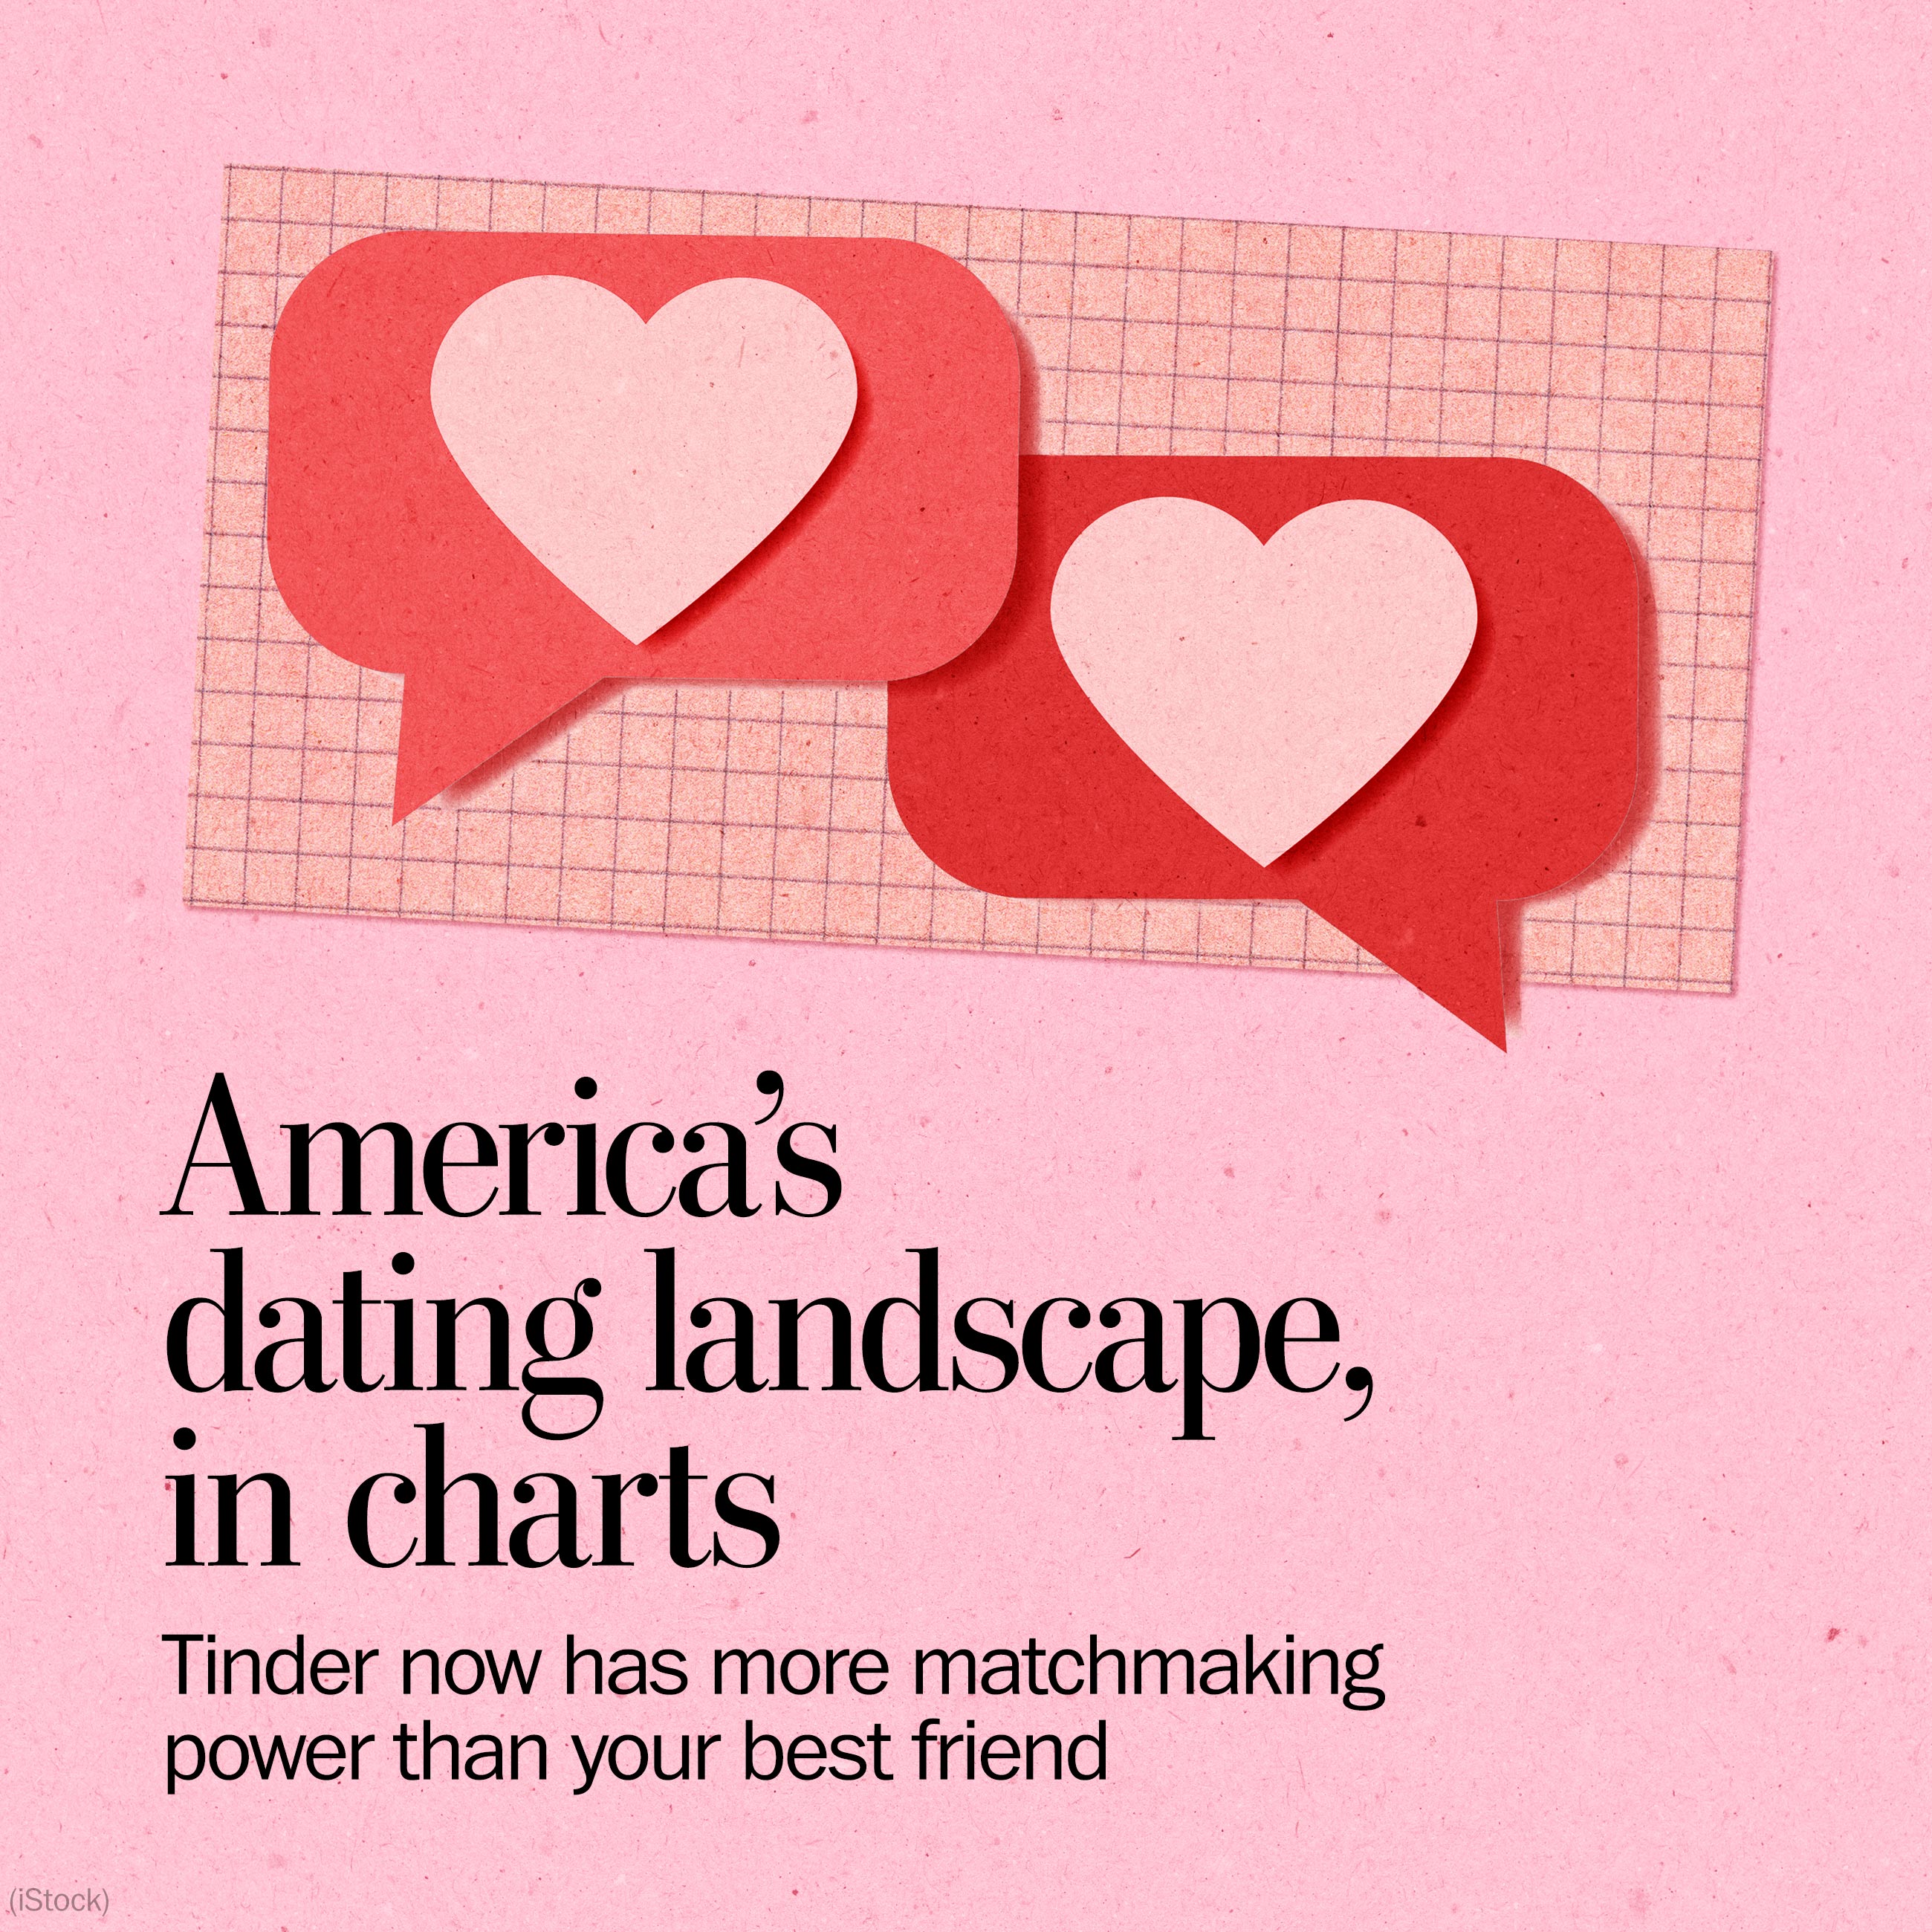 America’s
dating landscape,
in charts
Tinder now has more matchmaking
power than your best friend
(iStock)